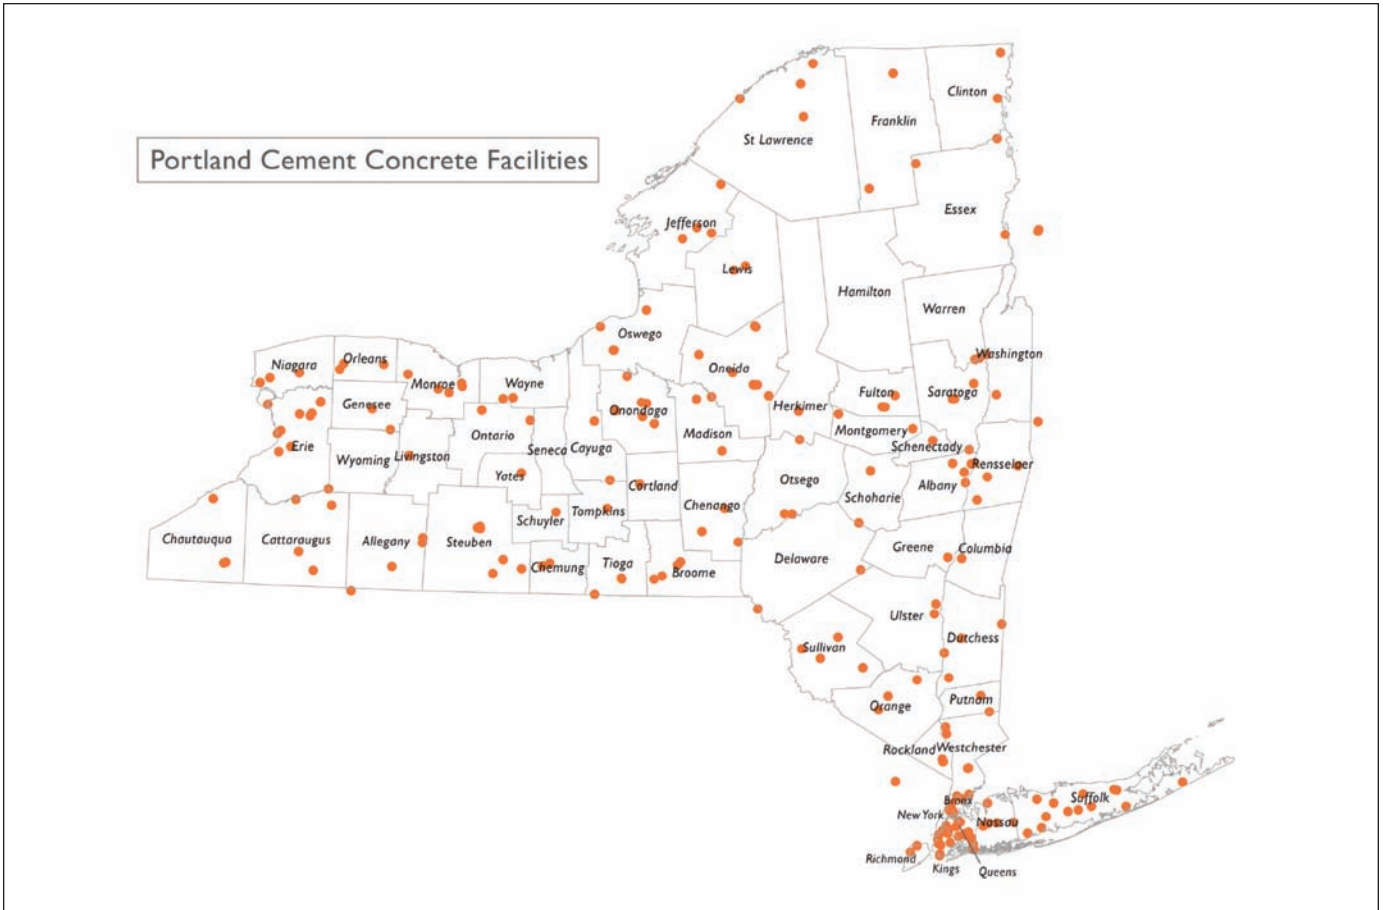 Portland Cement Concrete Facilities
Clinton
Franklin
St Lawrence
Essex
Jefferson
Lewis
Hamilton
Warren
Oswego
Washington
Niagara
Orleans
Oneida
Monroe
Wayne
Fulton
Saratoga
Genesee
Herkimer
Onondaga
Madison
Montgomery
Ontario
Schenectady
Erie
Seneca
Cayuga
Wyoming
Livingston
Rensselaer
Yates
Otsego
Albany
Cortland
Schoharie
Chenango
Tompkins
Schuyler
Chautauqua
Cattaraugus
Allegany
Steuben
Greene
Columbia
Delaware
Tioga
Chemung
Broome
Ulster
Dutchess
Sullivan
Putnam
Orange
Rockland
Westchester
Suffolk
Bronx
New York
Nassau
Richmond
Kings
Queens